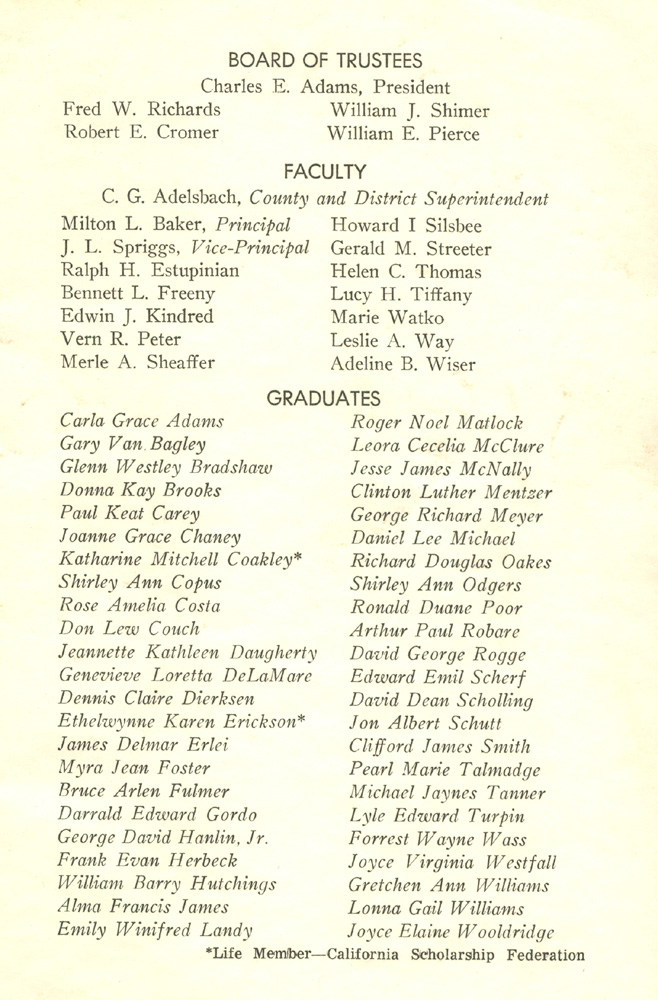 BOARD OF TRUSTEES
Charles E. Adams, President
Fred W. Richards William J. Shimer
Robert E. Cromer William E. Pierce
FACULTY
C. G. Adelsbach, County and District Superintendent
Milton L. Baker, Principal Howard I Silsbee
J. L. Spriggs, Vice-Principal Gerald M. Streeter
Ralph H. Estupinian Helen C. Thomas
Bennett L. Freeny Lucy H. Tiffany
Edwin J. Kindred Marie Watko
Vern R. Peter Leslie A. Way
Merle A. Sheaffer Adeline B. Wiser
GRADUATES
Carla Grace Adams Roger Noel Matlock
Gary Van Bagley Leora Cecelia McClure
Glenn Westley Bradshaw Jesse James McNally
Donna Kay Brooks Clinton Luther Mentzer
Paul Keat Carey George Richard Meyer
Joanne Grace Chaney Daniel Lee Michael
Katharine Mitchell Coakley* Richard Douglas Oakes
Shirley Ann Copus Shirley Ann Odgers
Rose Amelia Costa Ronald Duane Poor
Don Lew Couch Arthur Paul Robare
Jeannette Kathleen Daugherty David George Rogge
Genevieve Loretta DeLaMare Edward Emil Scherf
Dennis Claire Dierksen David Dean Scholling
Ethelwynne Karen Erickson* Jon Albert Schutt
James Delmar Erlei Clifford James Smith
Myra Jean Foster Pearl Marie Talmadge
Bruce Arlen Fulmer Michael Jaynes Tanner
Darrald Edward Gordo Lyle Edward Turpin
George David Hanlin, Jr. Forrest Wayne Wass
Frank Evan Herbeck Joyce Virginia Westfall
William Barry Hutchings Gretchen Ann Williams
Alma Francis James Lonna Gail Williams
Emily Winifred Landy Joyce Elaine Wooldridge
*Life Member—California Scholarship Federation